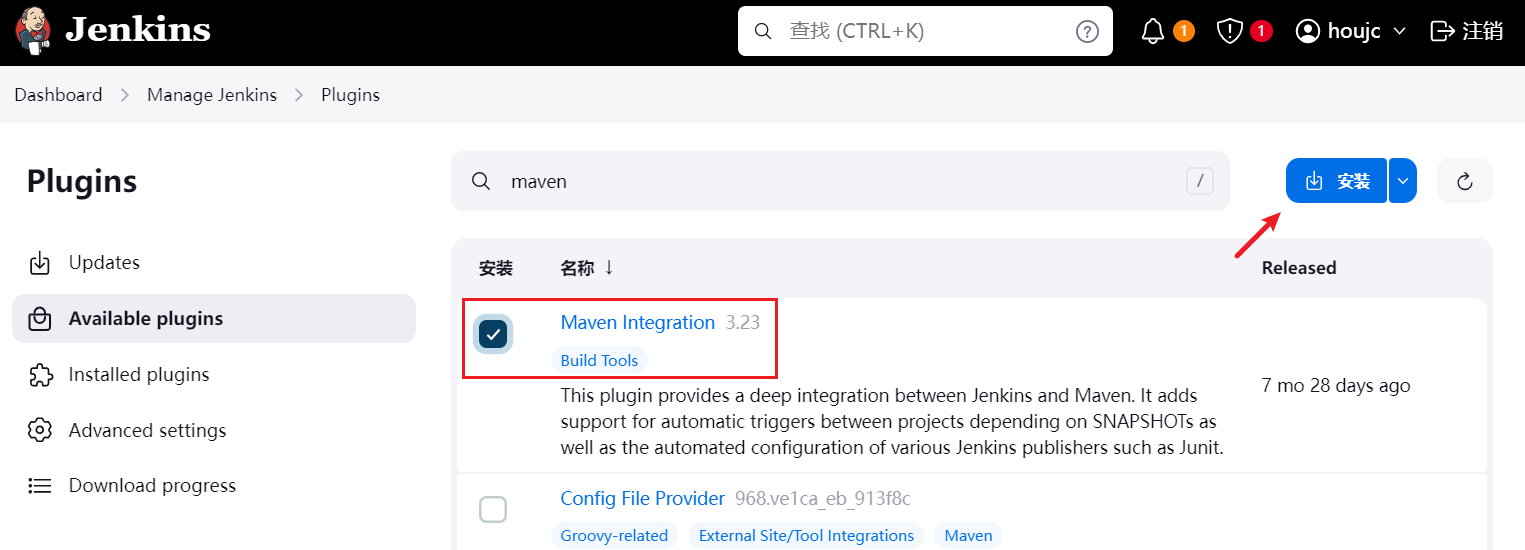 Jenkins 查找 (CTRL+K) ? 1 1 houjc 注销
Dashboard Manage Jenkins Plugins
Plugins
maven / 安装
Updates
Available plugins
Installed plugins
Advanced settings
Download progress
安装 名称 ↓ Released
Maven Integration 3.23
Build Tools
This plugin provides a deep integration between Jenkins and Maven. It adds
support for automatic triggers between projects depending on SNAPSHOTs as
well as the automated configuration of various Jenkins publishers such as Junit.
7 mo 28 days ago
Config File Provider 968.ve1ca_eb_913f8c
Groovy-related External Site/Tool Integrations Maven